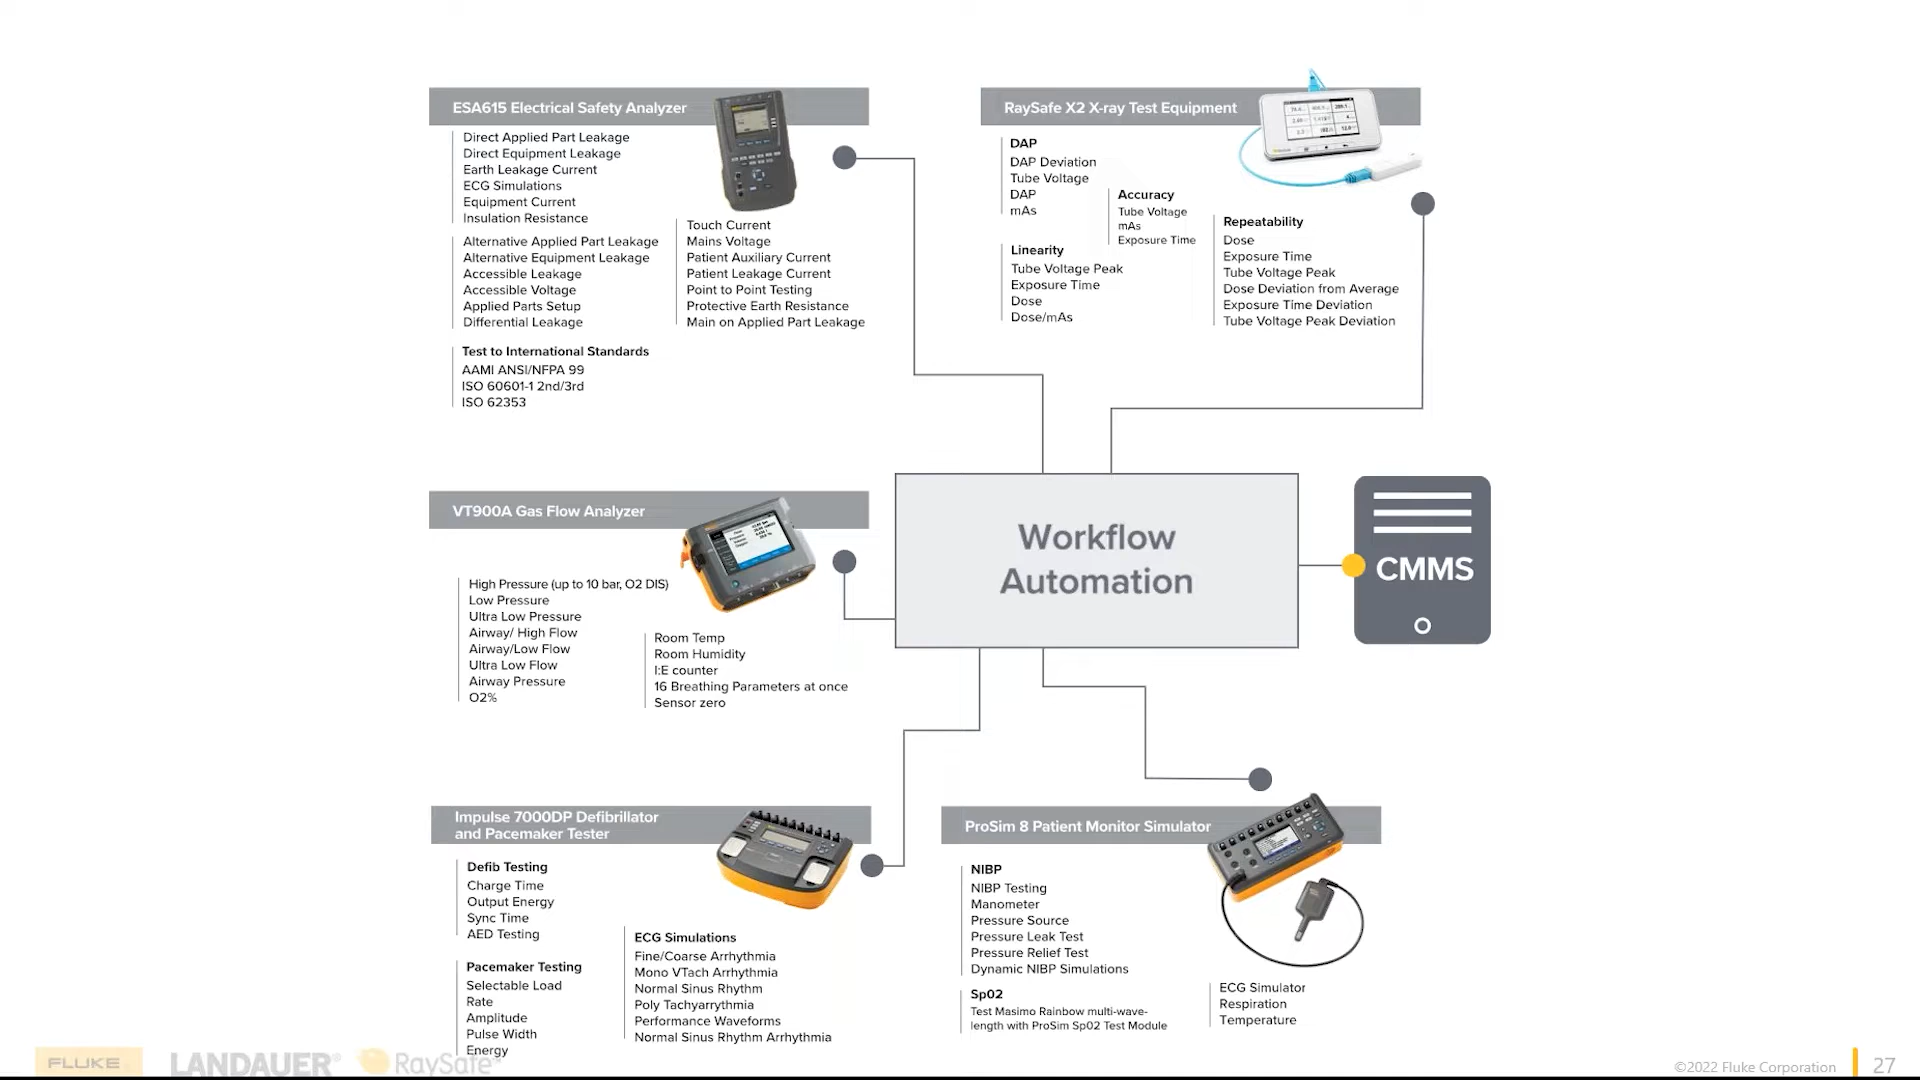 ESA615 Electrical Safety Analyzer
Direct Applied Part Leakage
Direct Equipment Leakage
Earth Leakage Current
ECG Simulations
Equipment Current
Insulation Resistance
Alternative Applied Part Leakage
Alternative Equipment Leakage
Accessible Leakage
Accessible Voltage
Applied Parts Setup
Differential Leakage
Touch Current
Mains Voltage
Patient Auxiliary Current
Patient Leakage Current
Point to Point Testing
Protective Earth Resistance
Main on Applied Part Leakage
Test to International Standards
AAMI ANSI/NFPA 99
ISO 60601-1 2nd/3rd
ISO 62353
RaySafe X2 X-ray Test Equipment
DAP
DAP Deviation
Tube Voltage
DAP
mAs
Accuracy
Tube Voltage
mAs
Exposure Time
Linearity
Tube Voltage Peak
Exposure Time
Dose
Dose/mAs
Repeatability
Dose
Exposure Time
Tube Voltage Peak
Dose Deviation from Average
Exposure Time Deviation
Tube Voltage Peak Deviation
VT900A Gas Flow Analyzer
High Pressure (up to 10 bar, O2 DIS)
Low Pressure
Ultra Low Pressure
Airway/ High Flow
Airway/Low Flow
Ultra Low Flow
Airway Pressure
O2%
Room Temp
Room Humidity
I:E counter
16 Breathing Parameters at once
Sensor zero
Workflow
Automation
CMMS
Impulse 7000DP Defibrillator
and Pacemaker Tester
Defib Testing
Charge Time
Output Energy
Sync Time
AED Testing
Pacemaker Testing
Selectable Load
Rate
Amplitude
Pulse Width
Energy
ECG Simulations
Fine/Coarse Arrhythmia
Mono VTach Arrhythmia
Normal Sinus Rhythm
Poly Tachyarrythmia
Performance Waveforms
Normal Sinus Rhythm Arrhythmia
ProSim 8 Patient Monitor Simulator
NIBP
NIBP Testing
Manometer
Pressure Source
Pressure Leak Test
Pressure Relief Test
Dynamic NIBP Simulations
Sp02
Test Masimo Rainbow multi-wave-
length with ProSim Sp02 Test Module
ECG Simulator
Respiration
Temperature
FLUKE
LANDAUER®
RaySafe
©2022 Fluke Corporation
27